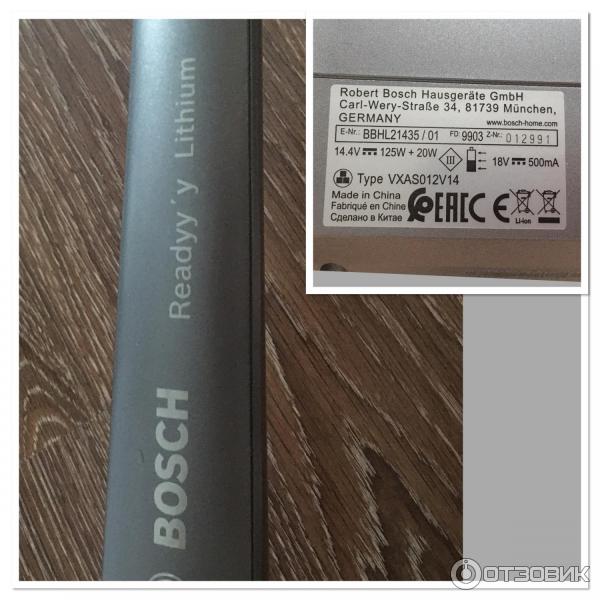 BOSCH Readyy´y Lithium
Robert Bosch Hausgeräte GmbH
Carl-Wery-Straße 34, 81739 München,
GERMANY www.bosch-home.com
E-Nr.: BBHL21435 / 01 FD: 9903 Z-Nr.: 012991
14.4V 125W + 20W III 18V 500mA
Type VXAS012V14
Made in China
Fabriqué en Chine
Сделано в Китае EAC CE Li-ion
ОТЗОВИК